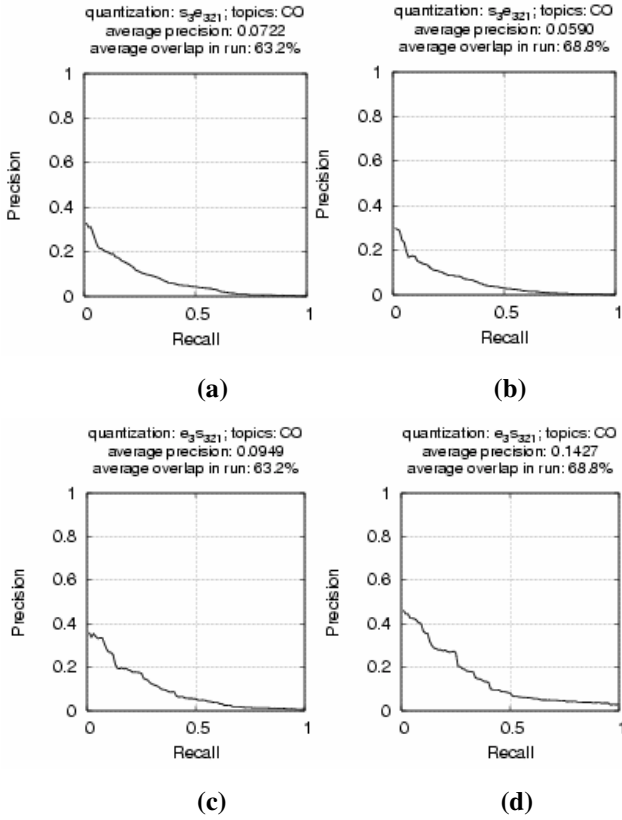 quantization: s3e321; topics: CO
average precision: 0.0722
average overlap in run: 63.2%
1
0.8
0.6
0.4
0.2
0
Precision
0 0.5 1
Recall
(a)
quantization: s3e321; topics: CO
average precision: 0.0590
average overlap in run: 68.8%
1
0.8
0.6
0.4
0.2
0
Precision
0 0.5 1
Recall
(b)
quantization: e3s321; topics: CO
average precision: 0.0949
average overlap in run: 63.2%
1
0.8
0.6
0.4
0.2
0
Precision
0 0.5 1
Recall
(c)
quantization: e3s321; topics: CO
average precision: 0.1427
average overlap in run: 68.8%
1
0.8
0.6
0.4
0.2
0
Precision
0 0.5 1
Recall
(d)